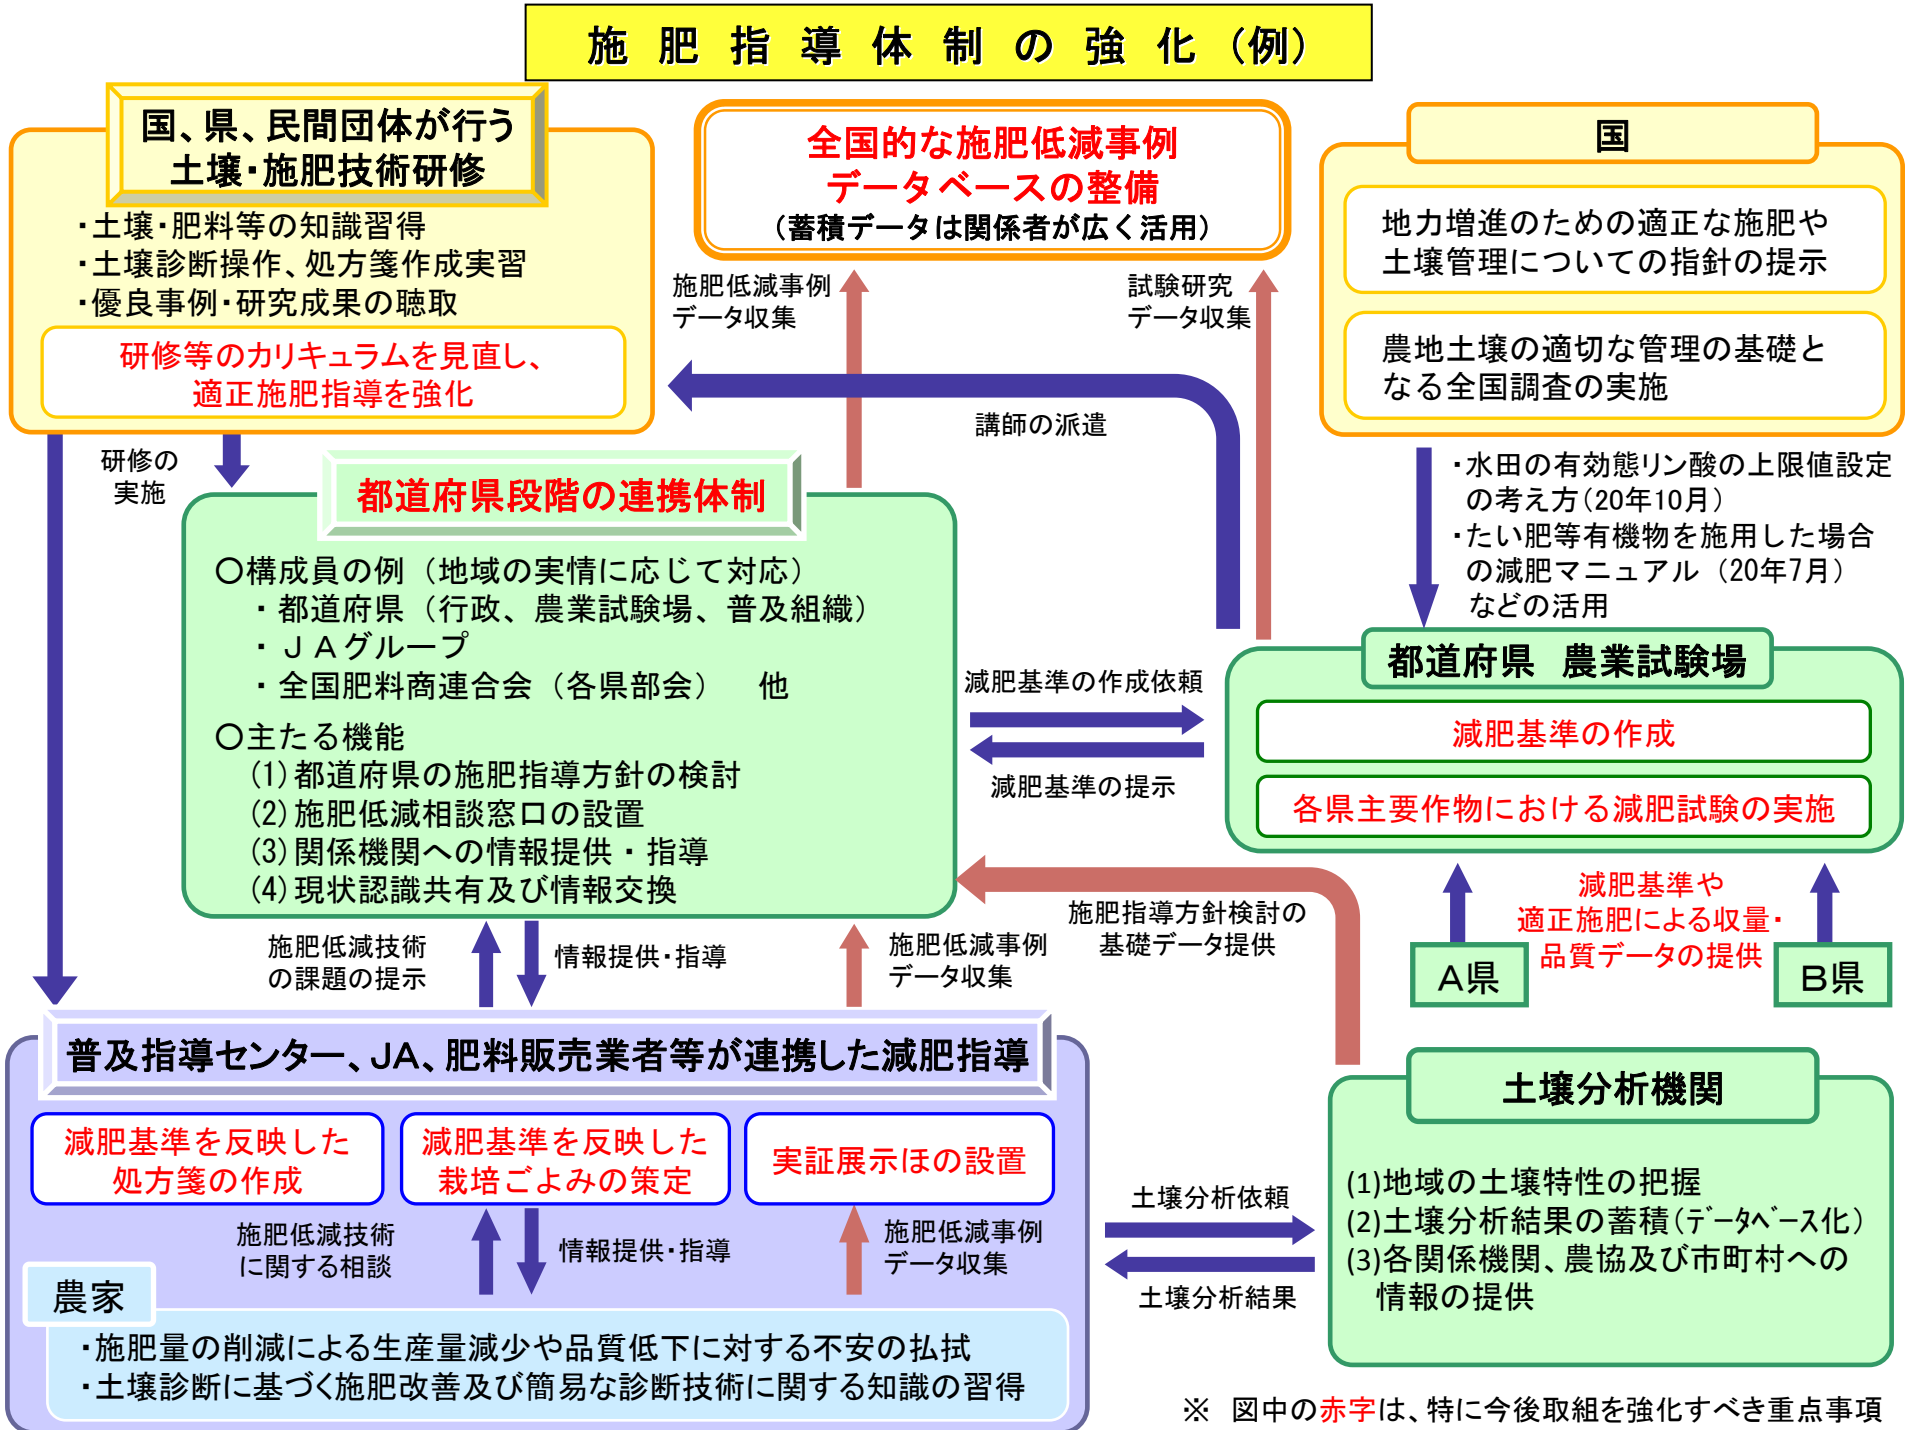 施肥指導体制の強化（例）
国、県、民間団体が行う
土壌・施肥技術研修
・土壌・肥料等の知識習得
・土壌診断操作、処方箋作成実習
・優良事例・研究成果の聴取
研修等のカリキュラムを見直し、
適正施肥指導を強化
全国的な施肥低減事例
データベースの整備
（蓄積データは関係者が広く活用）
国
地力増進のための適正な施肥や
土壌管理についての指針の提示
農地土壌の適切な管理の基礎と
なる全国調査の実施
施肥低減事例
データ収集
試験研究
データ収集
講師の派遣
研修の
実施
・水田の有効態リン酸の上限値設定
の考え方（20年10月）
・たい肥等有機物を施用した場合
の減肥マニュアル（20年7月）
などの活用
都道府県段階の連携体制
○構成員の例（地域の実情に応じて対応）
・都道府県（行政、農業試験場、普及組織）
・ＪＡグループ
・全国肥料商連合会（各県部会）　他
○主たる機能
(1)都道府県の施肥指導方針の検討
(2)施肥低減相談窓口の設置
(3)関係機関への情報提供・指導
(4)現状認識共有及び情報交換
減肥基準の作成依頼
減肥基準の提示
都道府県　農業試験場
減肥基準の作成
各県主要作物における減肥試験の実施
減肥基準や
適正施肥による収量・
品質データの提供
Ａ県
Ｂ県
施肥指導方針検討の
基礎データ提供
施肥低減技術
の課題の提示
情報提供・指導
施肥低減事例
データ収集
普及指導センター、ＪＡ、肥料販売業者等が連携した減肥指導
減肥基準を反映した
処方箋の作成
減肥基準を反映した
栽培ごよみの策定
実証展示ほの設置
施肥低減技術
に関する相談
情報提供・指導
施肥低減事例
データ収集
農家
・施肥量の削減による生産量減少や品質低下に対する不安の払拭
・土壌診断に基づく施肥改善及び簡易な診断技術に関する知識の習得
土壌分析依頼
土壌分析結果
土壌分析機関
(1)地域の土壌特性の把握
(2)土壌分析結果の蓄積（ﾃﾞｰﾀﾍﾞｰｽ化）
(3)各関係機関、農協及び市町村への
情報の提供
※　図中の赤字は、特に今後取組を強化すべき重点事項